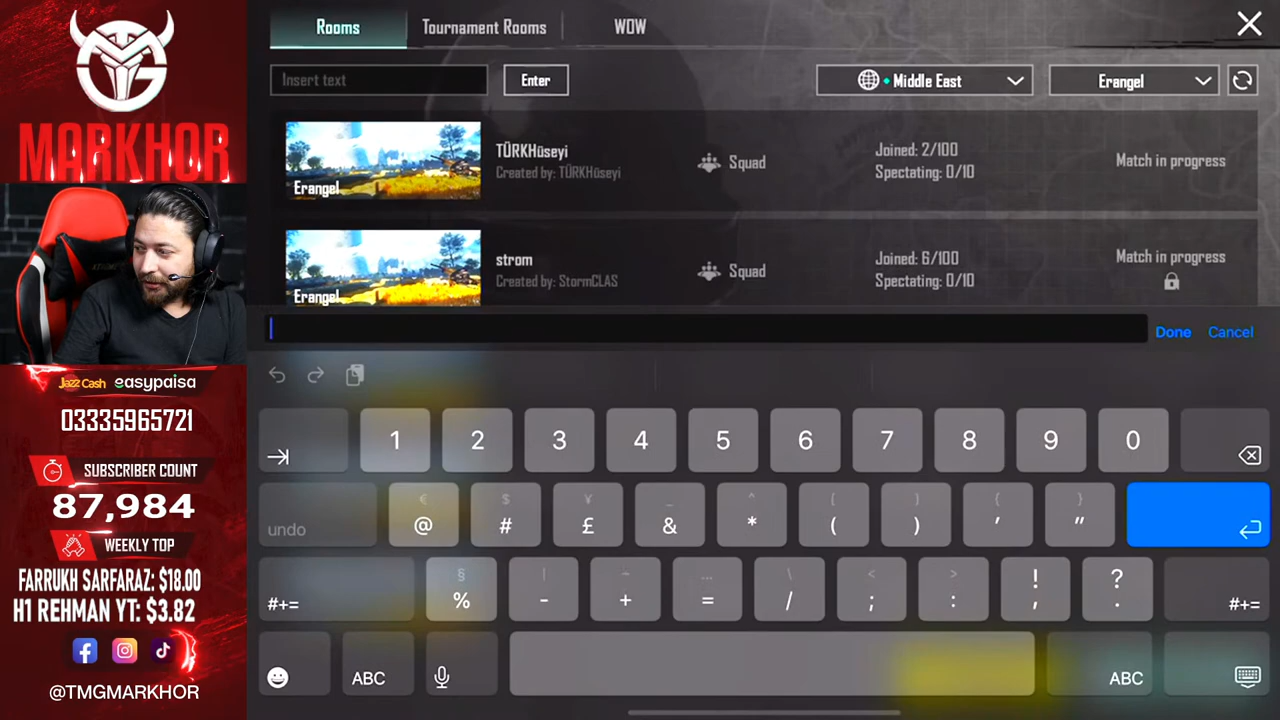 MARKHOR
JazzCash easypaisa
03335965721
SUBSCRIBER COUNT
87,984
WEEKLY TOP
FARRUKH SARFARAZ: $18.00
H1 REHMAN YT: $3.82
@TMGMARKHOR
Rooms Tournament Rooms WOW
Insert text Enter Middle East Erangel
Erangel
TÜRKHüseyi
Created by: TÜRKHüseyi
Squad
Joined: 2/100
Spectating: 0/10
Match in progress
Erangel
strom
Created by: StormCLAS
Squad
Joined: 6/100
Spectating: 0/10
Match in progress
Done Cancel
1 2 3 4 5 6 7 8 9 0
€ $ ¥ _ ^ [ ] { }
undo @ # £ & * ( ) ' "
§ | ~ … \ < > ! ?
#+= % - + = / ; : , . #+=
ABC ABC